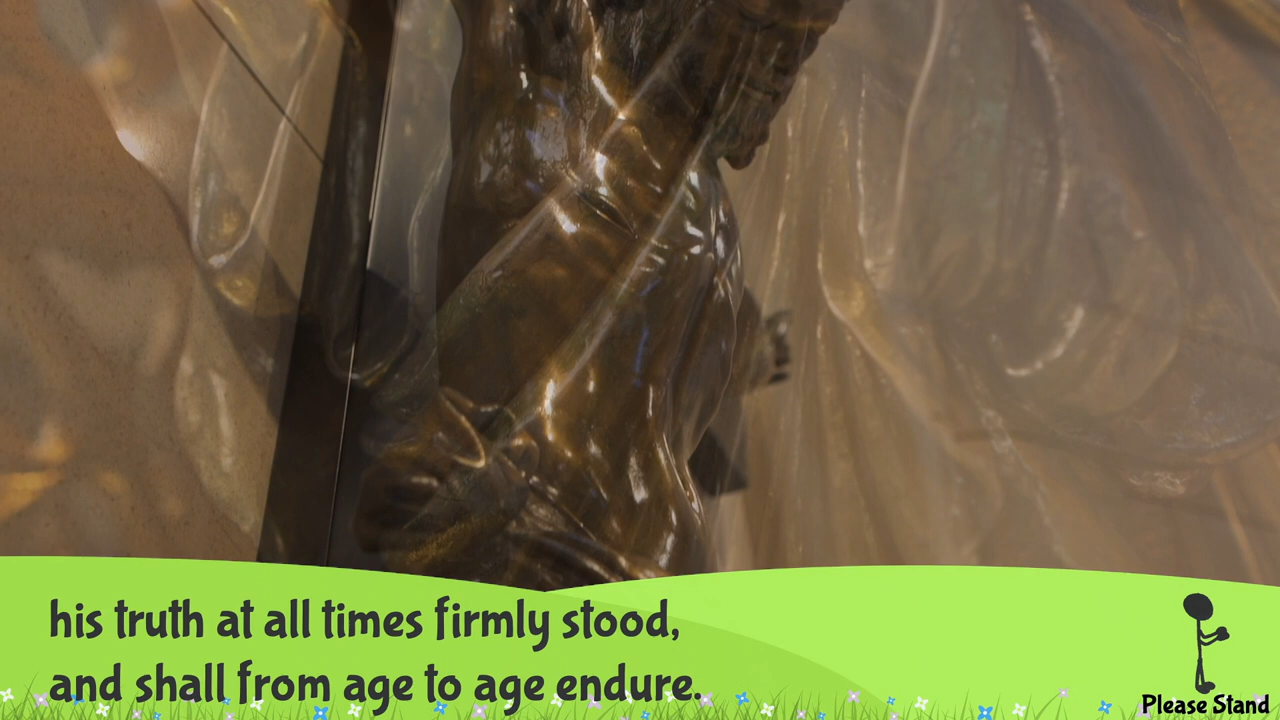 his truth at all times firmly stood,
and shall from age to age endure.
Please Stand